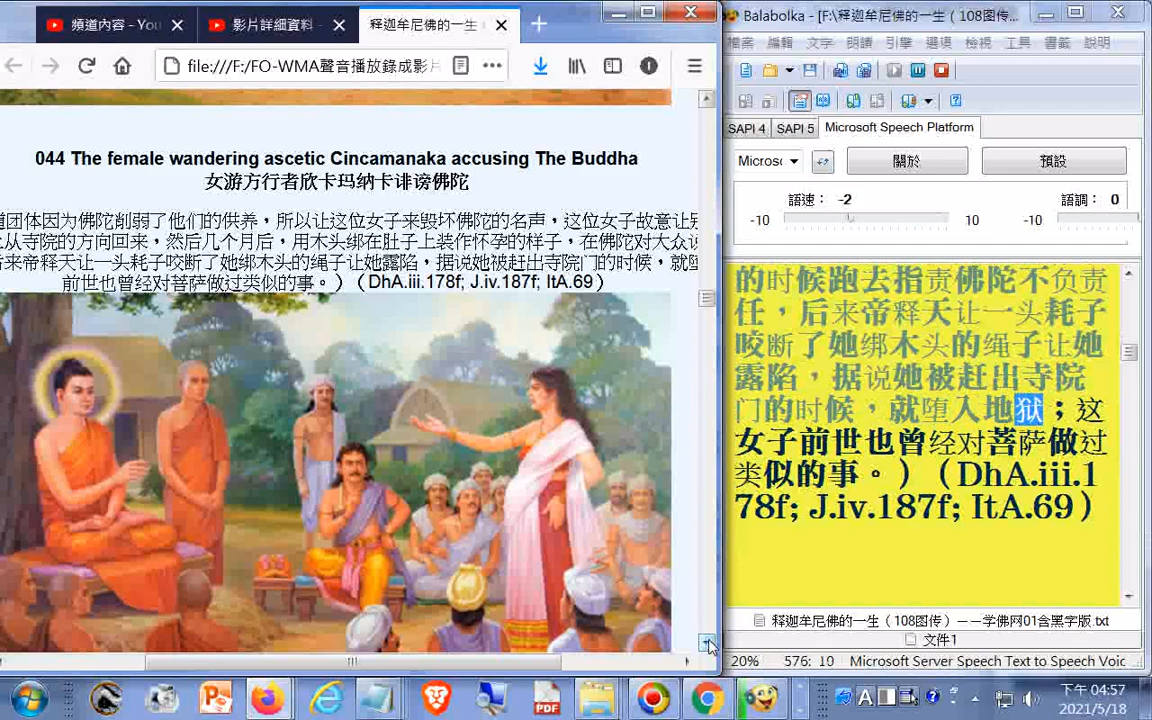 頻道內容 - You
影片詳細資料 -
释迦牟尼佛的一生 -
file:///F:/FO-WMA聲音播放錄成影片
044 The female wandering ascetic Cincamanaka accusing The Buddha
女游方行者欣卡玛纳卡诽谤佛陀
道团体因为佛陀削弱了他们的供养，所以让这位女子来毁坏佛陀的名声，这位女子故意让
从寺院的方向回来，然后几个月后，用木头绑在肚子上装作怀孕的样子，在佛陀对大众
来帝释天让一头耗子咬断了她绑木头的绳子让她露陷，据说她被赶出寺院门的时候，就
前世也曾经对菩萨做过类似的事。）（DhA.iii.178f; J.iv.187f; ItA.69）
Balabolka - [F:\释迦牟尼佛的一生（108图传...
檔案 編輯 文字 朗讀 引擎 選項 檢視 工具 書籤 說明
SAPI 4 SAPI 5 Microsoft Speech Platform
Micros 關於 預設
語速： -2 語調： 0
-10 10 -10
的时候跑去指责佛陀不负责
任，后来帝释天让一头耗子
咬断了她绑木头的绳子让她
露陷，据说她被赶出寺院
门的时候，就堕入地狱；这
女子前世也曾经对菩萨做过
类似的事。）（DhA.iii.1
78f; J.iv.187f; ItA.69）
释迦牟尼佛的一生（108图传）——学佛网01含黑字版.txt
文件1
20% 576: 10 Microsoft Server Speech Text to Speech Voic
下午 04:57
2021/5/18